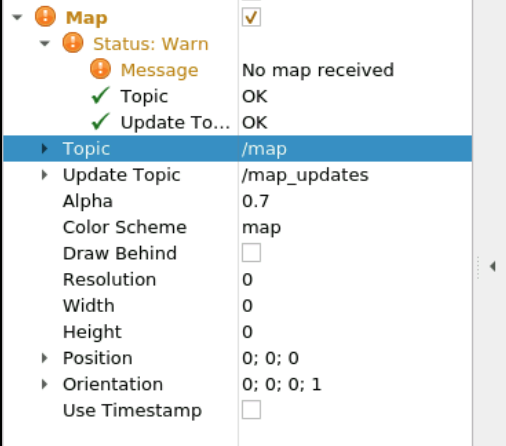 Map
Status: Warn
Message No map received
Topic OK
Update To... OK
Topic /map
Update Topic /map_updates
Alpha 0.7
Color Scheme map
Draw Behind
Resolution 0
Width 0
Height 0
Position 0; 0; 0
Orientation 0; 0; 0; 1
Use Timestamp